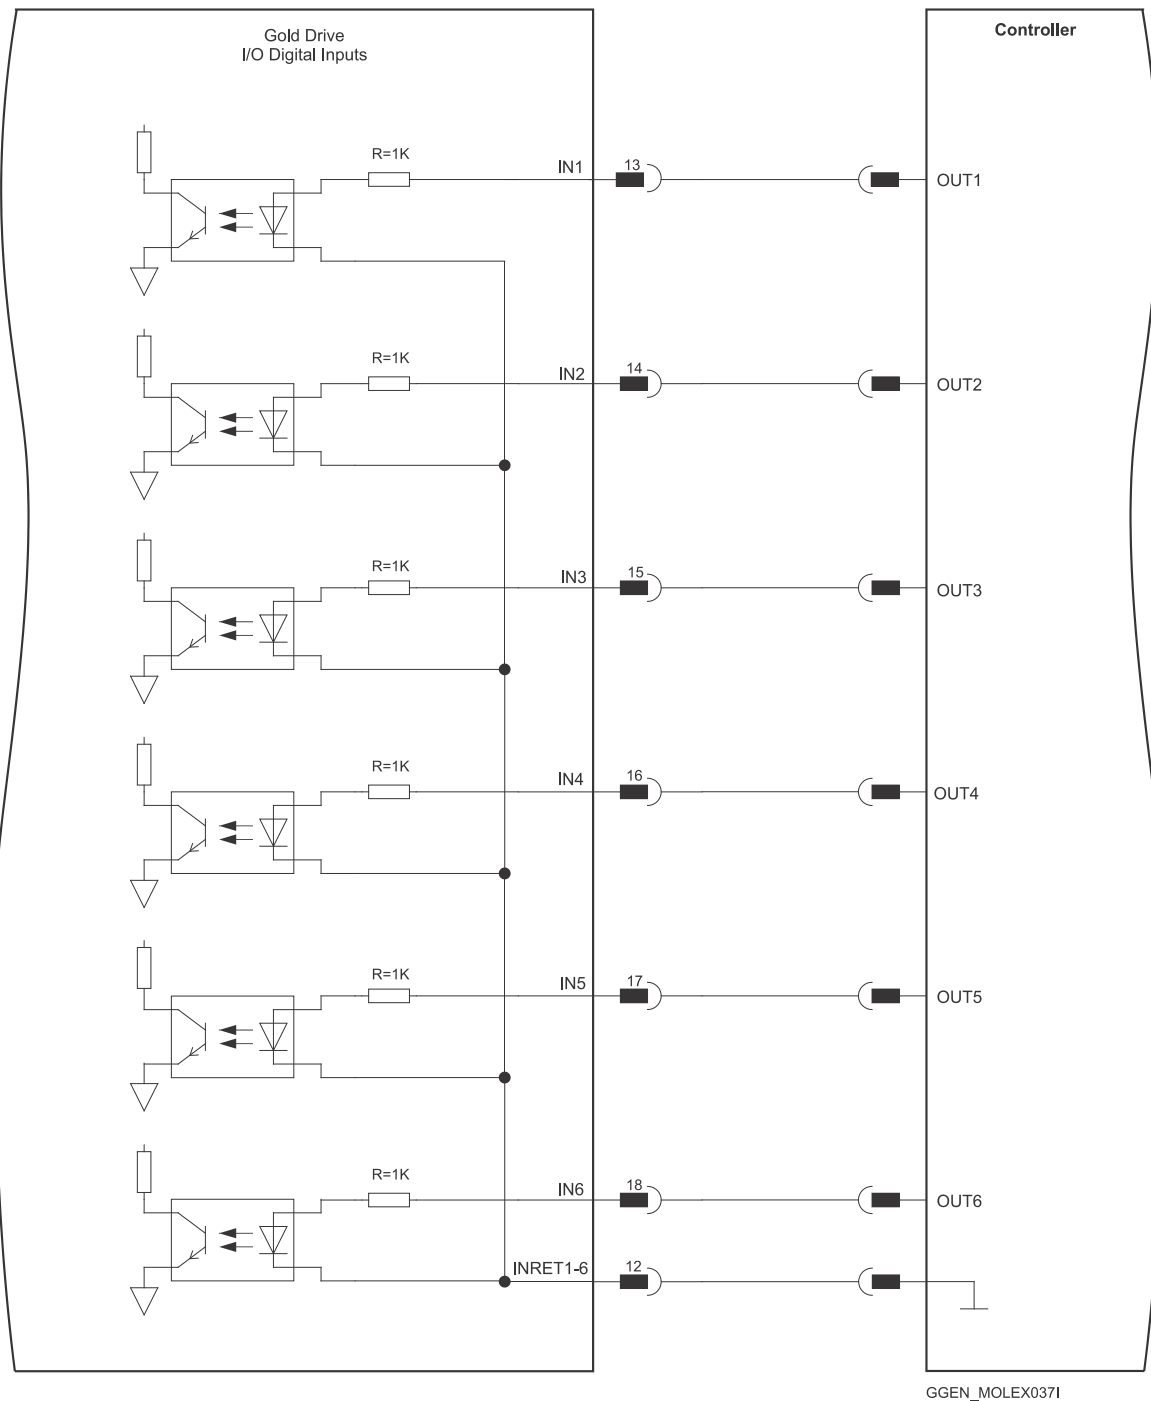 Gold Drive
I/O Digital Inputs
Controller
R=1K
IN1
13
OUT1
R=1K
IN2
14
OUT2
R=1K
IN3
15
OUT3
R=1K
IN4
16
OUT4
R=1K
IN5
17
OUT5
R=1K
IN6
18
OUT6
INRET1-6
12
GGEN_MOLEX037I